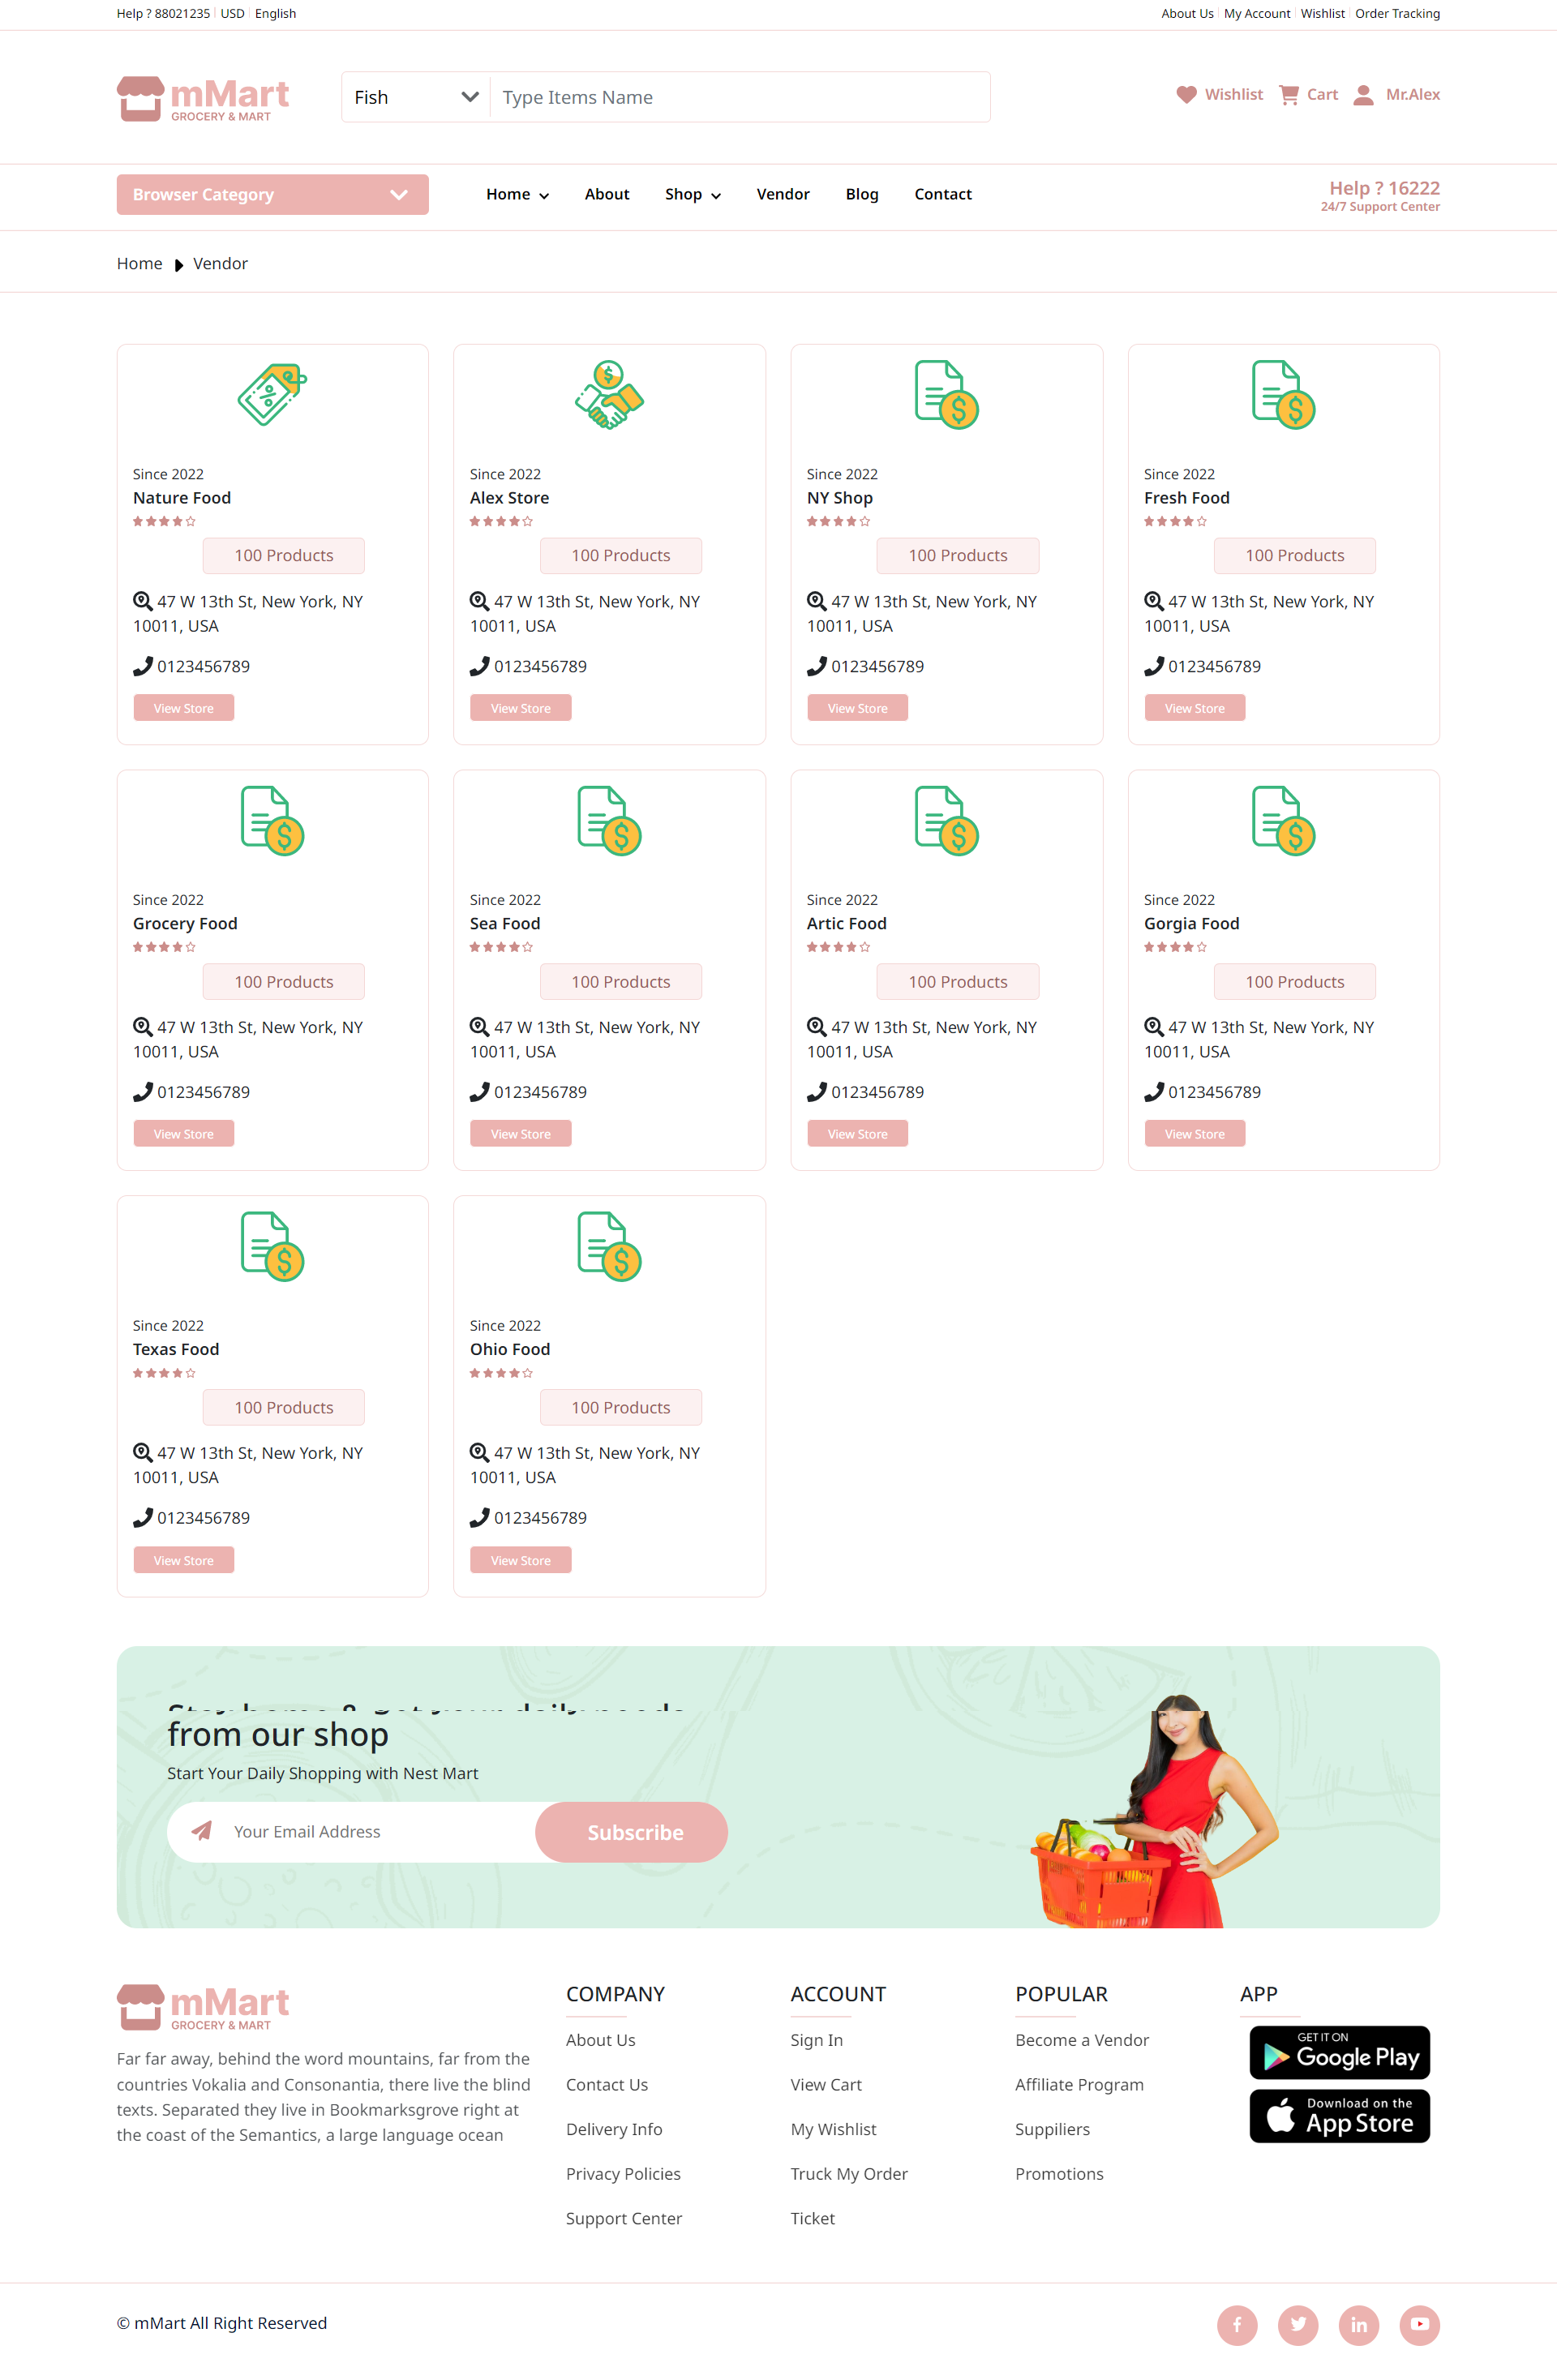 Help ? 88021235 USD English
About Us My Account Wishlist Order Tracking
mMart
GROCERY & MART
Fish
Type Items Name
Wishlist Cart Mr.Alex
Browser Category
Home About Shop Vendor Blog Contact
Help ? 16222
24/7 Support Center
Home Vendor
Since 2022
Nature Food
100 Products
47 W 13th St, New York, NY
10011, USA
0123456789
View Store
Since 2022
Alex Store
100 Products
47 W 13th St, New York, NY
10011, USA
0123456789
View Store
Since 2022
NY Shop
100 Products
47 W 13th St, New York, NY
10011, USA
0123456789
View Store
Since 2022
Fresh Food
100 Products
47 W 13th St, New York, NY
10011, USA
0123456789
View Store
Since 2022
Grocery Food
100 Products
47 W 13th St, New York, NY
10011, USA
0123456789
View Store
Since 2022
Sea Food
100 Products
47 W 13th St, New York, NY
10011, USA
0123456789
View Store
Since 2022
Artic Food
100 Products
47 W 13th St, New York, NY
10011, USA
0123456789
View Store
Since 2022
Gorgia Food
100 Products
47 W 13th St, New York, NY
10011, USA
0123456789
View Store
Since 2022
Texas Food
100 Products
47 W 13th St, New York, NY
10011, USA
0123456789
View Store
Since 2022
Ohio Food
100 Products
47 W 13th St, New York, NY
10011, USA
0123456789
View Store
Stay home & get your daily needs
from our shop
Start Your Daily Shopping with Nest Mart
Your Email Address
Subscribe
mMart
GROCERY & MART
Far far away, behind the word mountains, far from the
countries Vokalia and Consonantia, there live the blind
texts. Separated they live in Bookmarksgrove right at
the coast of the Semantics, a large language ocean
COMPANY
About Us
Contact Us
Delivery Info
Privacy Policies
Support Center
ACCOUNT
Sign In
View Cart
My Wishlist
Truck My Order
Ticket
POPULAR
Become a Vendor
Affiliate Program
Suppiliers
Promotions
APP
GET IT ON
Google Play
Download on the
App Store
© mMart All Right Reserved